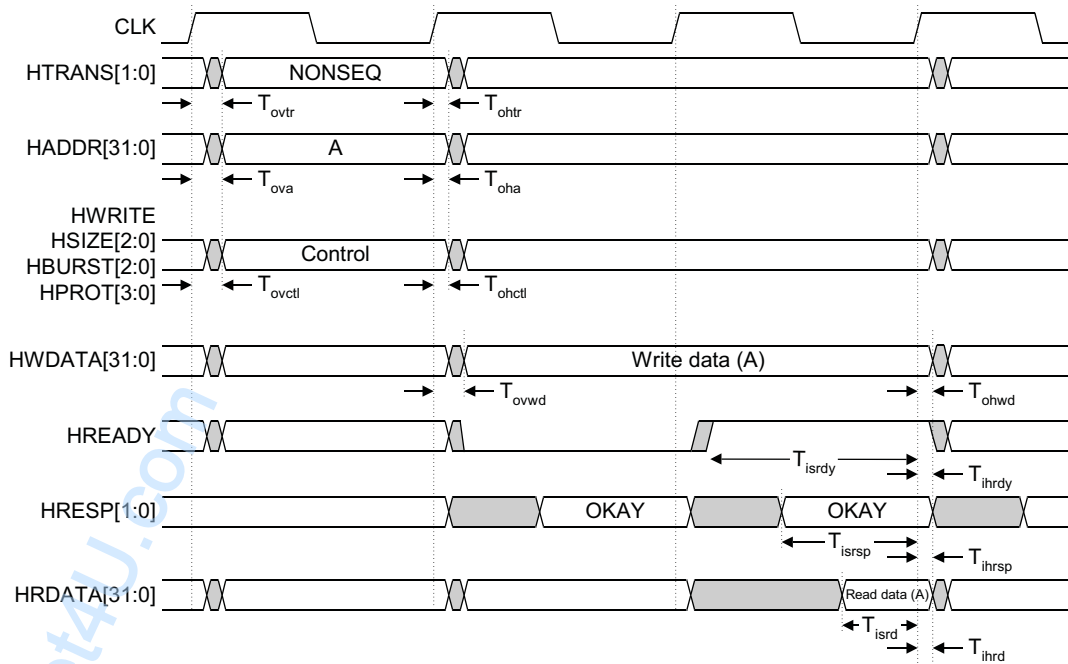 CLK
HTRANS[1:0] NONSEQ
Tovtr Tohtr
HADDR[31:0] A
Tova Toha
HWRITE
HSIZE[2:0]
HBURST[2:0]
HPROT[3:0]
Control
Tovctl Tohctl
HWDATA[31:0] Write data (A)
Tovwd Tohwd
HREADY
Tisrdy Tihrdy
HRESP[1:0] OKAY OKAY
Tisrsp Tihrsp
HRDATA[31:0] Read data (A)
Tisrd Tihrd
et4U.com